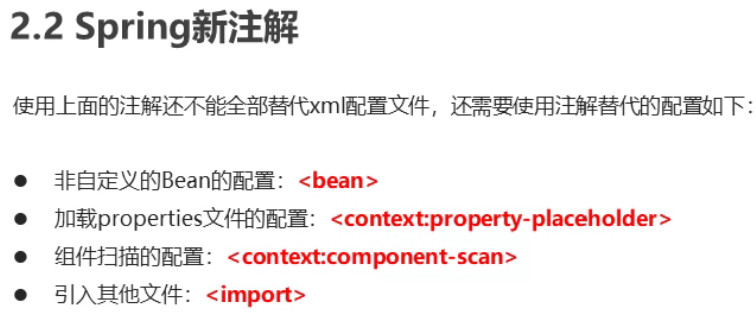 2.2 Spring新注解
使用上面的注解还不能全部替代xml配置文件，还需要使用注解替代的配置如下：
● 非自定义的Bean的配置：<bean>
● 加载properties文件的配置：<context:property-placeholder>
● 组件扫描的配置：<context:component-scan>
● 引入其他文件：<import>